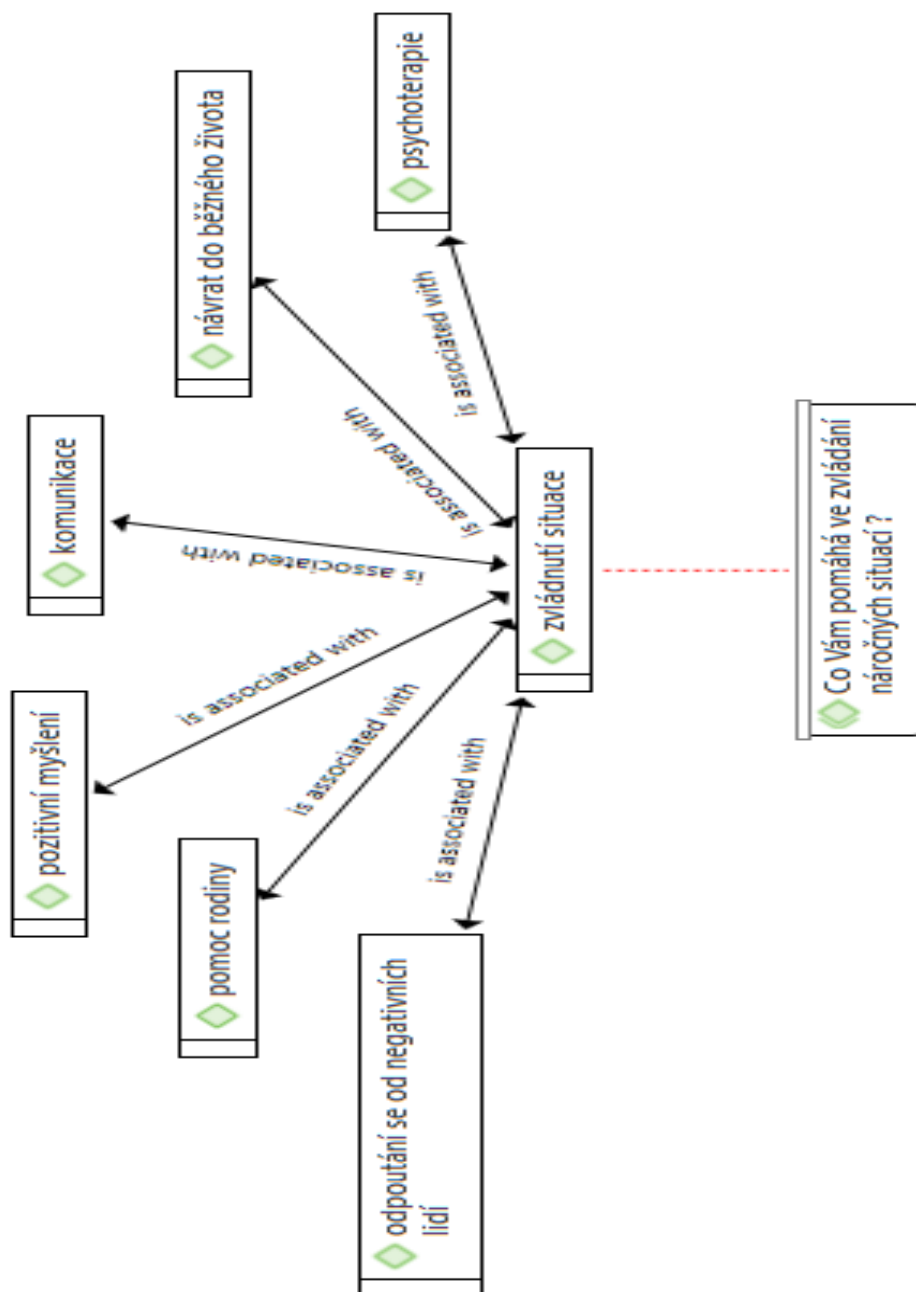 pozitivní myšlení
komunikace
pomoc rodiny
návrat do běžného života
odpoutání se od negativních
lidí
psychoterapie
is associated with
is associated with
is associated with
is associated with
is associated with
is associated with
zvládnutí situace
Co Vám pomáhá ve zvládání
náročných situací ?